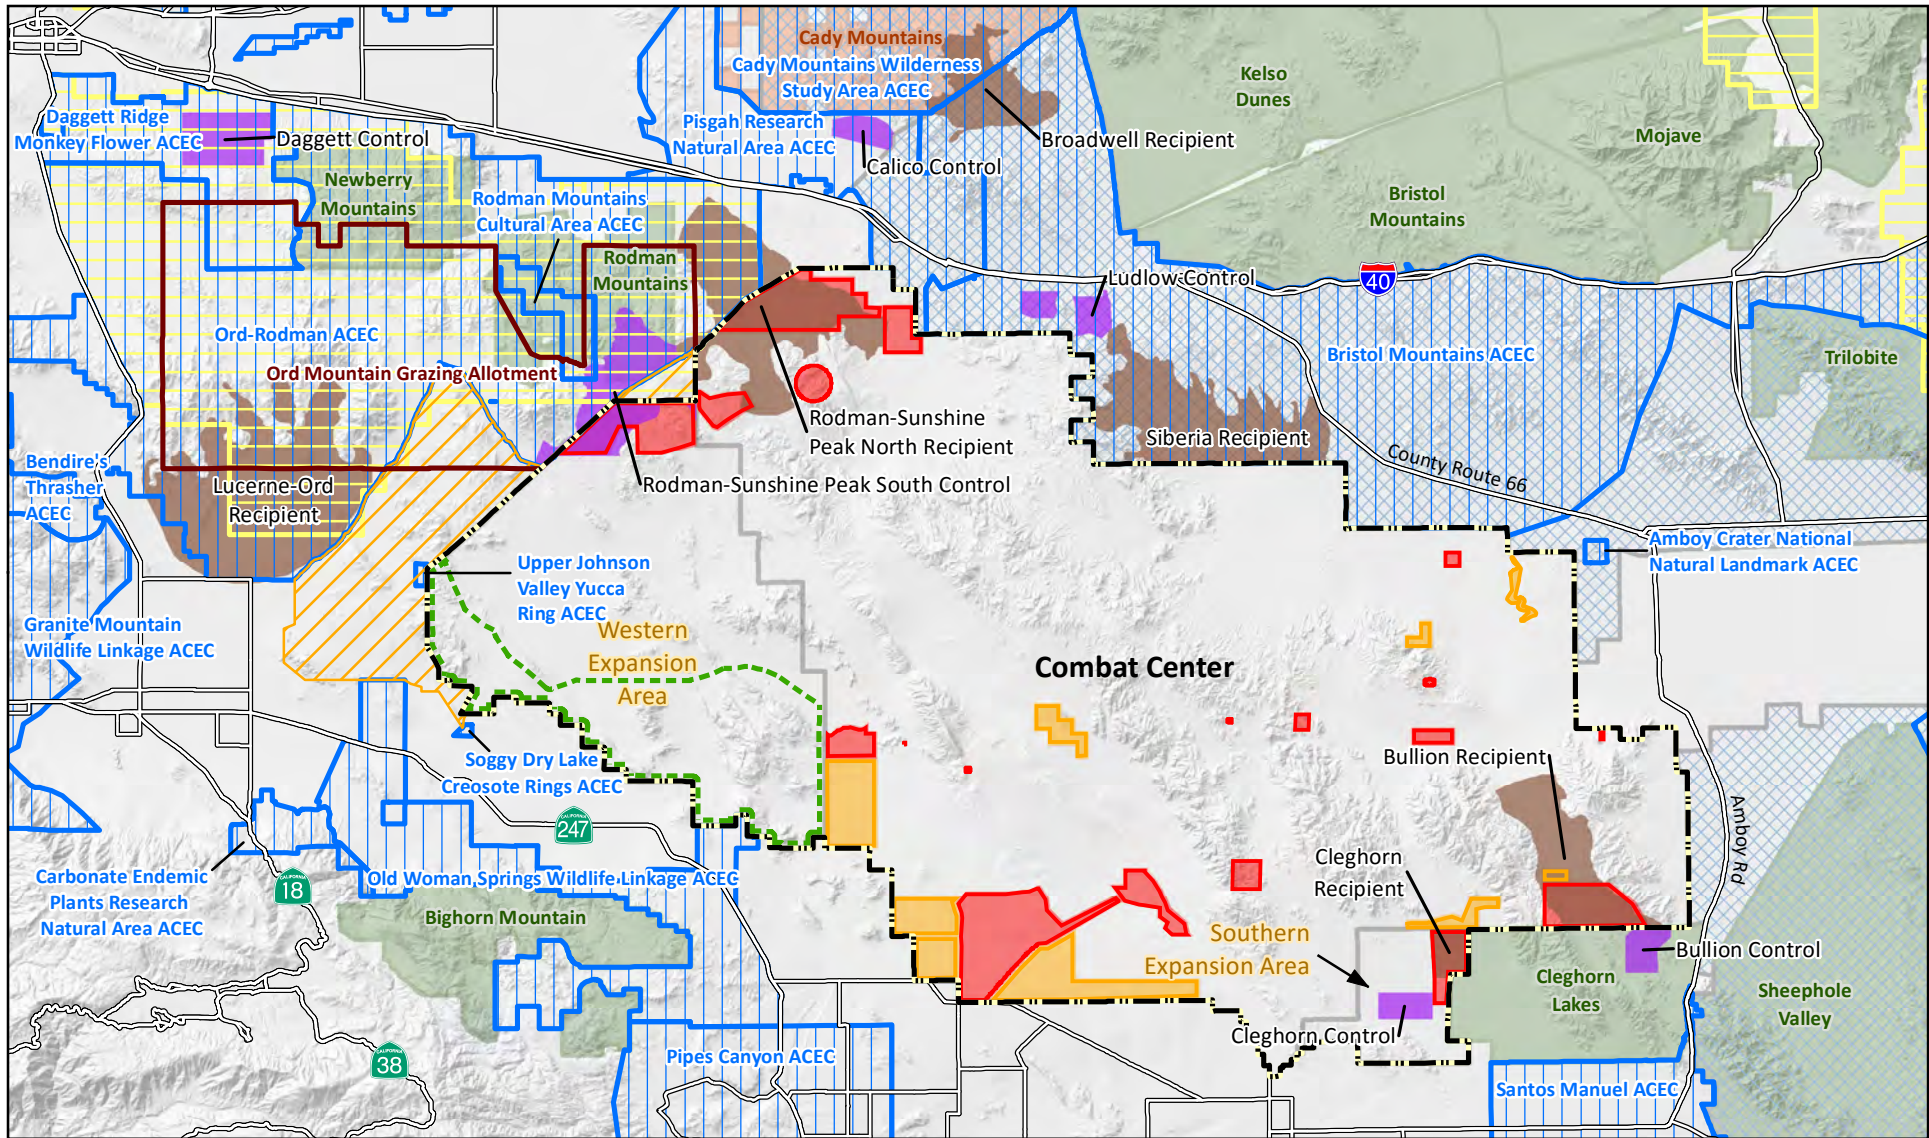 Cady Mountains
Cady Mountains Wilderness
Study Area ACEC
Kelso
Dunes
Mojave
Daggett Ridge
Monkey Flower ACEC
Daggett Control
Pisgah Research
Natural Area ACEC
Broadwell Recipient
Calico Control
Newberry
Mountains
Rodman Mountains
Cultural Area ACEC
Bristol
Mountains
Rodman
Mountains
Ludlow Control
40
Ord-Rodman ACEC
Bristol Mountains ACEC
Trilobite
Ord Mountain Grazing Allotment
Rodman-Sunshine
Peak North Recipient
Siberia Recipient
County Route 66
Bendire's
Thrasher
ACEC
Lucerne-Ord
Recipient
Rodman-Sunshine Peak South Control
Amboy Crater National
Natural Landmark ACEC
Upper Johnson
Valley Yucca
Ring ACEC
Granite Mountain
Wildlife Linkage ACEC
Western
Expansion
Area
Combat Center
Soggy Dry Lake
Creosote Rings ACEC
Bullion Recipient
CALIFORNIA
247
Amboy Rd
Carbonate Endemic
Plants Research
Natural Area ACEC
CALIFORNIA
18
Old Woman Springs Wildlife Linkage ACEC
Cleghorn
Recipient
Bighorn Mountain
Southern
Expansion Area
Bullion Control
Cleghorn
Lakes
Sheephole
Valley
Cleghorn Control
CALIFORNIA
38
Pipes Canyon ACEC
Santos Manuel ACEC